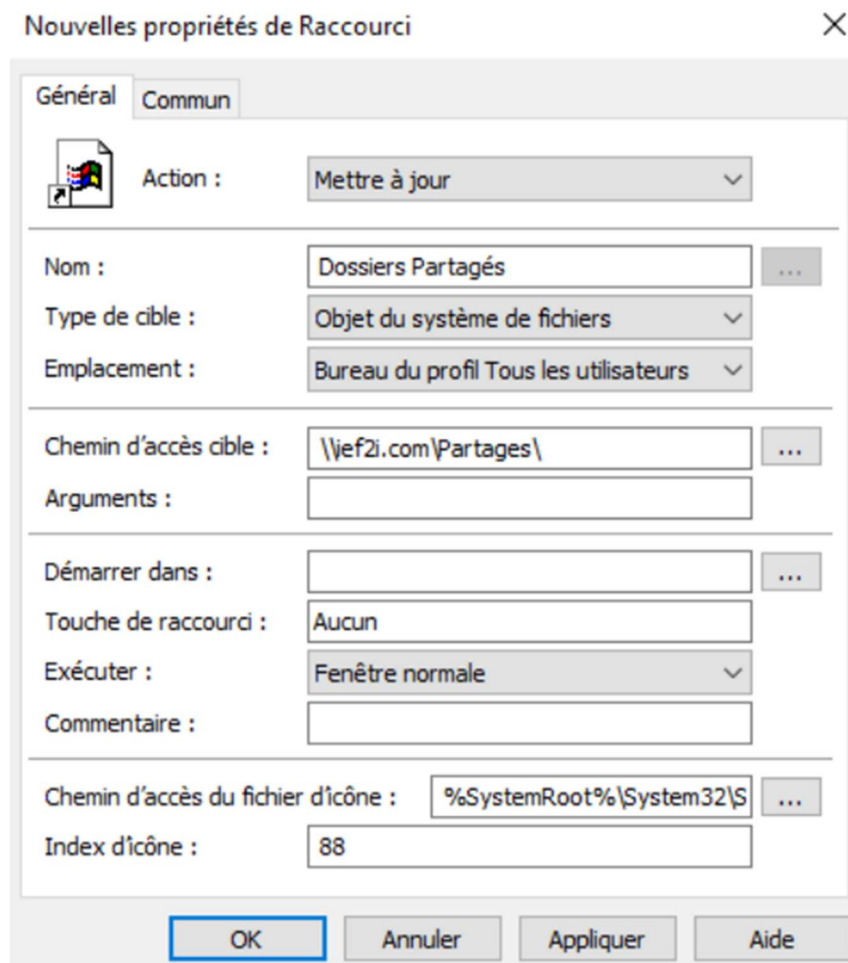 Nouvelles propriétés de Raccourci
Général Commun
Action : Mettre à jour
Nom : Dossiers Partagés ...
Type de cible : Objet du système de fichiers
Emplacement : Bureau du profil Tous les utilisateurs
Chemin d'accès cible : \\ief2i.com\Partages\ ...
Arguments :
Démarrer dans : ...
Touche de raccourci : Aucun
Exécuter : Fenêtre normale
Commentaire :
Chemin d'accès du fichier d'icône : %SystemRoot%\System32\S ...
Index d'icône : 88
OK Annuler Appliquer Aide